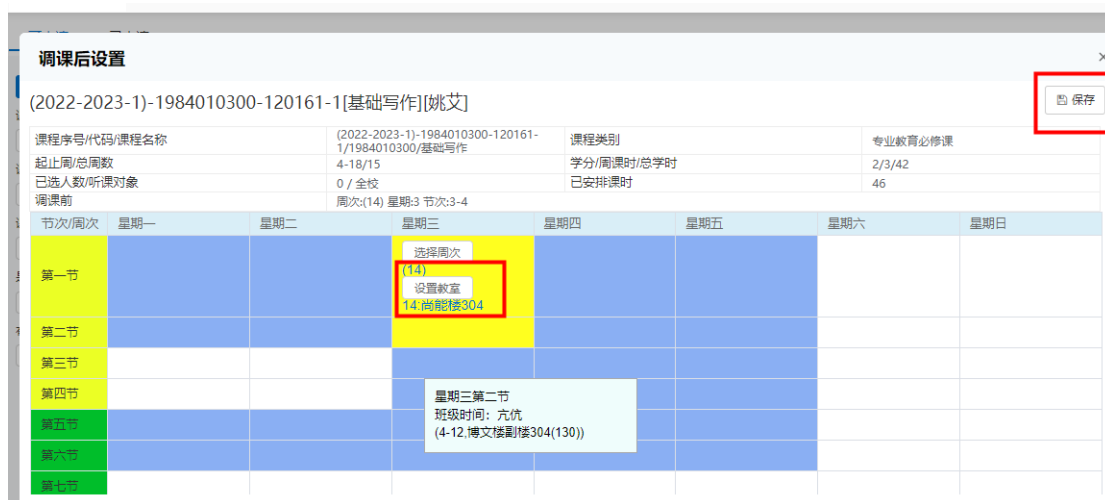 调课后设置
×
(2022-2023-1)-1984010300-120161-1[基础写作][姚艾]
保存
课程序号/代码/课程名称 (2022-2023-1)-1984010300-120161-
1/1984010300/基础写作
课程类别 专业教育必修课
起止周/总周数 4-18/15 学分/周课时/总学时 2/3/42
已选人数/听课对象 0 / 全校 已安排课时 46
调课前 周次:(14) 星期:3 节次:3-4
节次/周次 星期一 星期二 星期三 星期四 星期五 星期六 星期日
选择周次
(14)
第一节
设置教室
14:尚能楼304
第二节
第三节
第四节
星期三第二节
班级时间：亢伉
(4-12,博文楼副楼304(130))
第五节
第六节
第七节